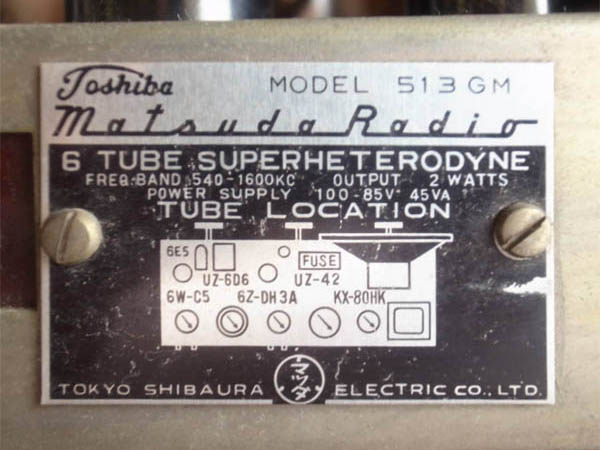 Toshiba MODEL 513GM
Matsuda Radio
6 TUBE SUPERHETERODYNE
FREQ.BAND 540-1600KC OUTPUT 2 WATTS
POWER SUPPLY 100-85V 45VA
TUBE LOCATION
6E5
FUSE
UZ-6D6 UZ-42
6W-C5 6Z-DH3A KX-80HK
マツダ
TOKYO SHIBAURA ELECTRIC CO., LTD.